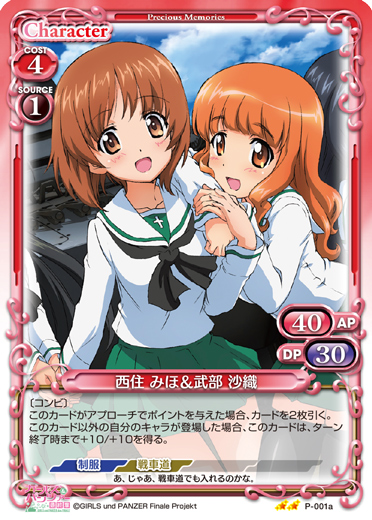 Precious Memories
Character
COST
4
SOURCE
1
40 AP
DP 30
西住 みほ&武部 沙織
[コンビ]
このカードがアプローチでポイントを与えた場合、カードを2枚引く。
このカード以外の自分のキャラが登場した場合、このカードは、ターン
終了時まで+10/+10を得る。
制服 戦車道
あ、じゃあ、戦車道でも入れるのかな。
©GIRLS und PANZER Finale Projekt
P-001a